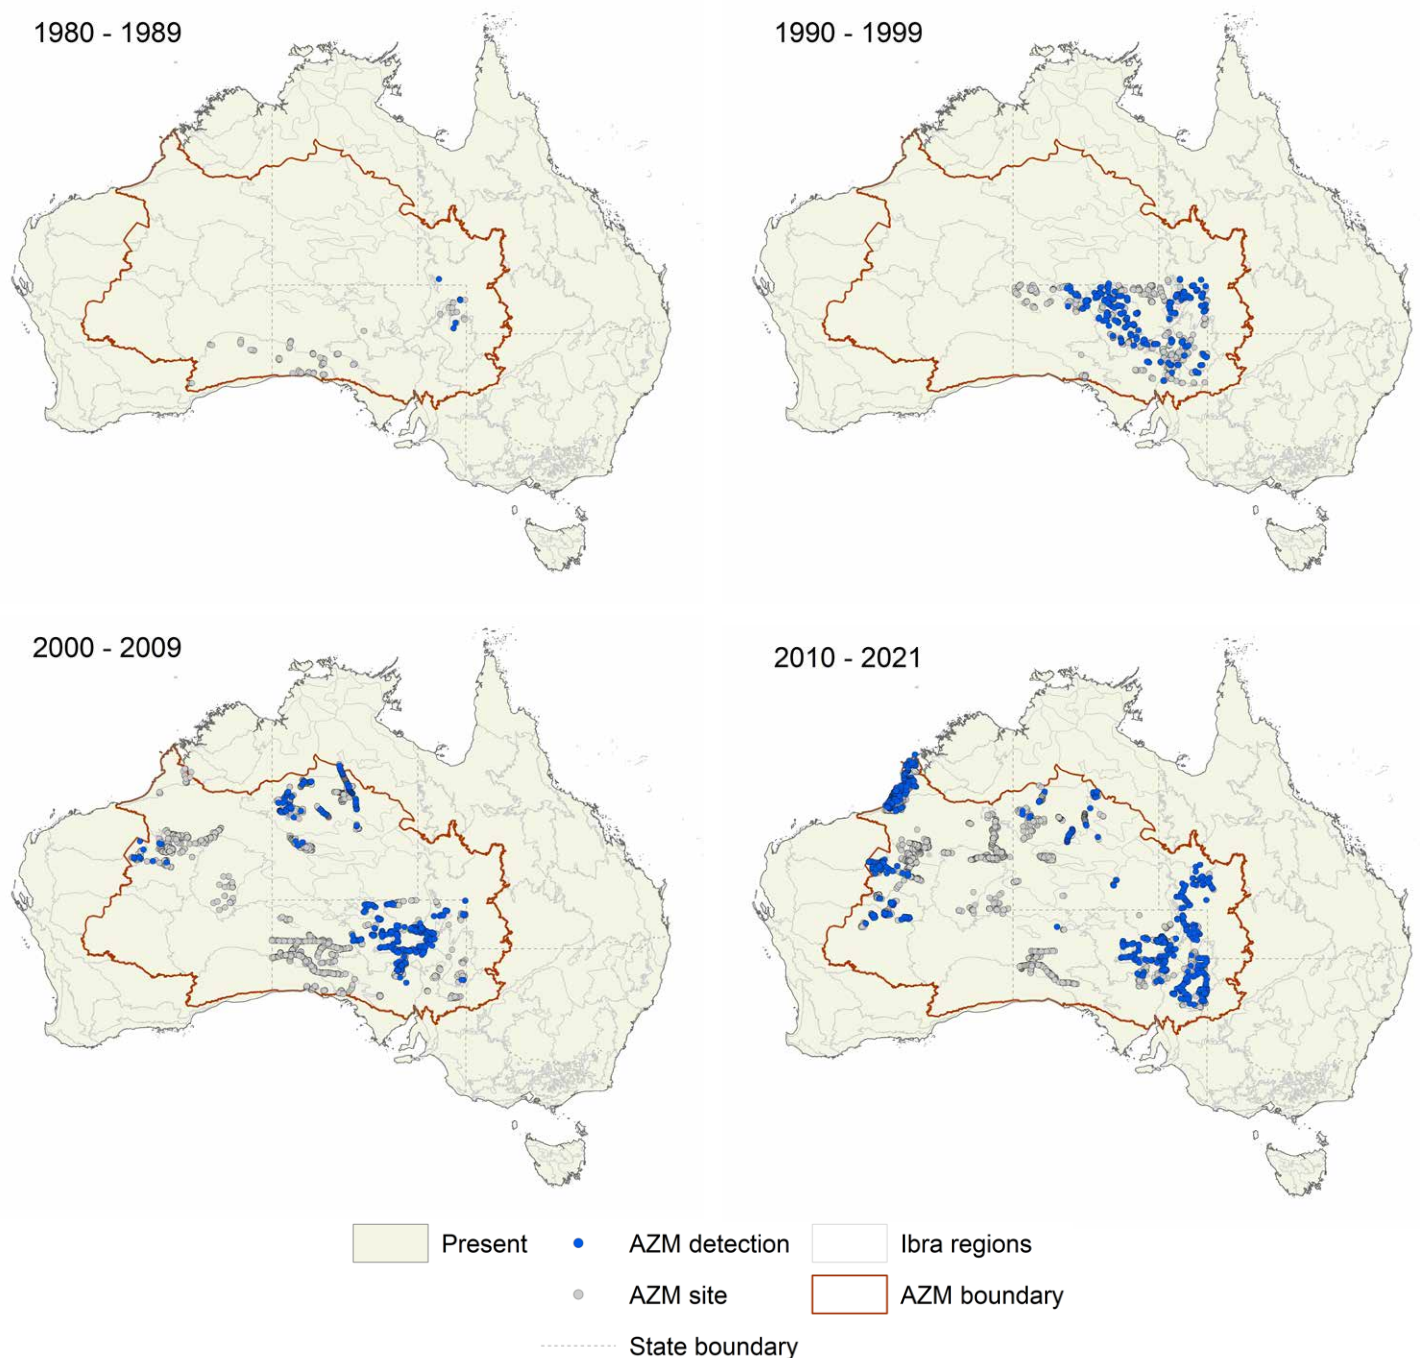 1980 - 1989
1990 - 1999
2000 - 2009
2010 - 2021
Present
AZM detection
Ibra regions
AZM site
AZM boundary
State boundary